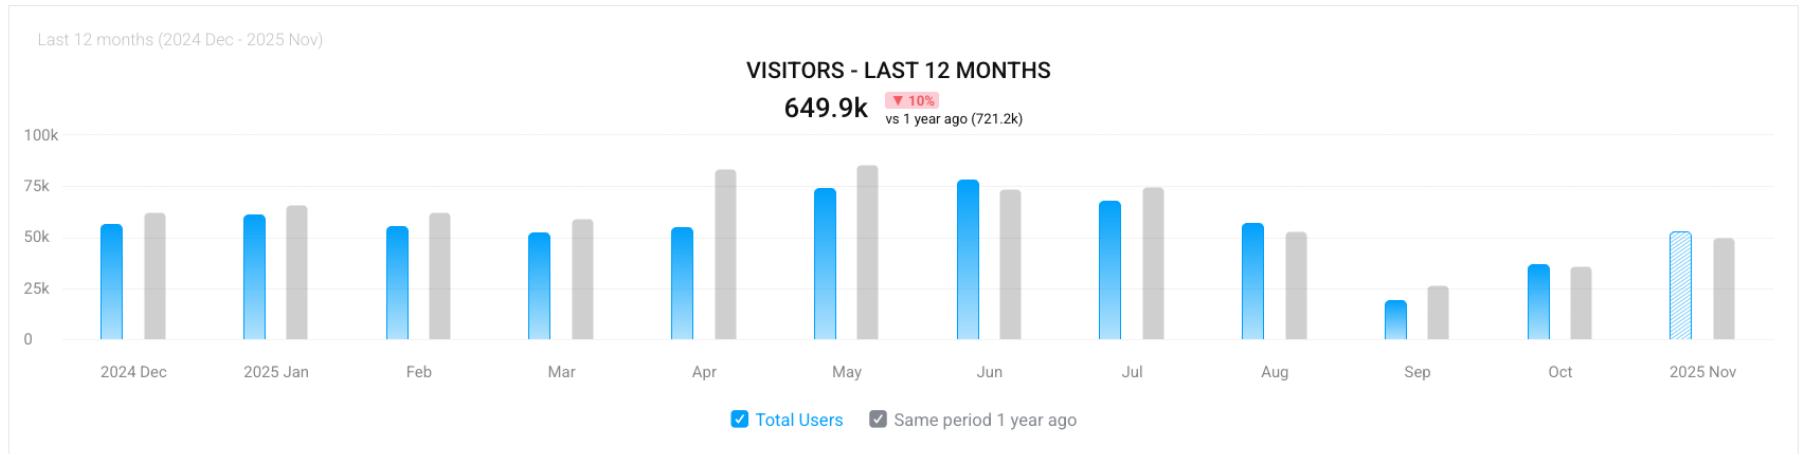 Last 12 months (2024 Dec - 2025 Nov)
VISITORS - LAST 12 MONTHS
649.9k ▼ 10%
vs 1 year ago (721.2k)
100k
75k
50k
25k
0
2024 Dec 2025 Jan Feb Mar Apr May Jun Jul Aug Sep Oct 2025 Nov
Total Users Same period 1 year ago